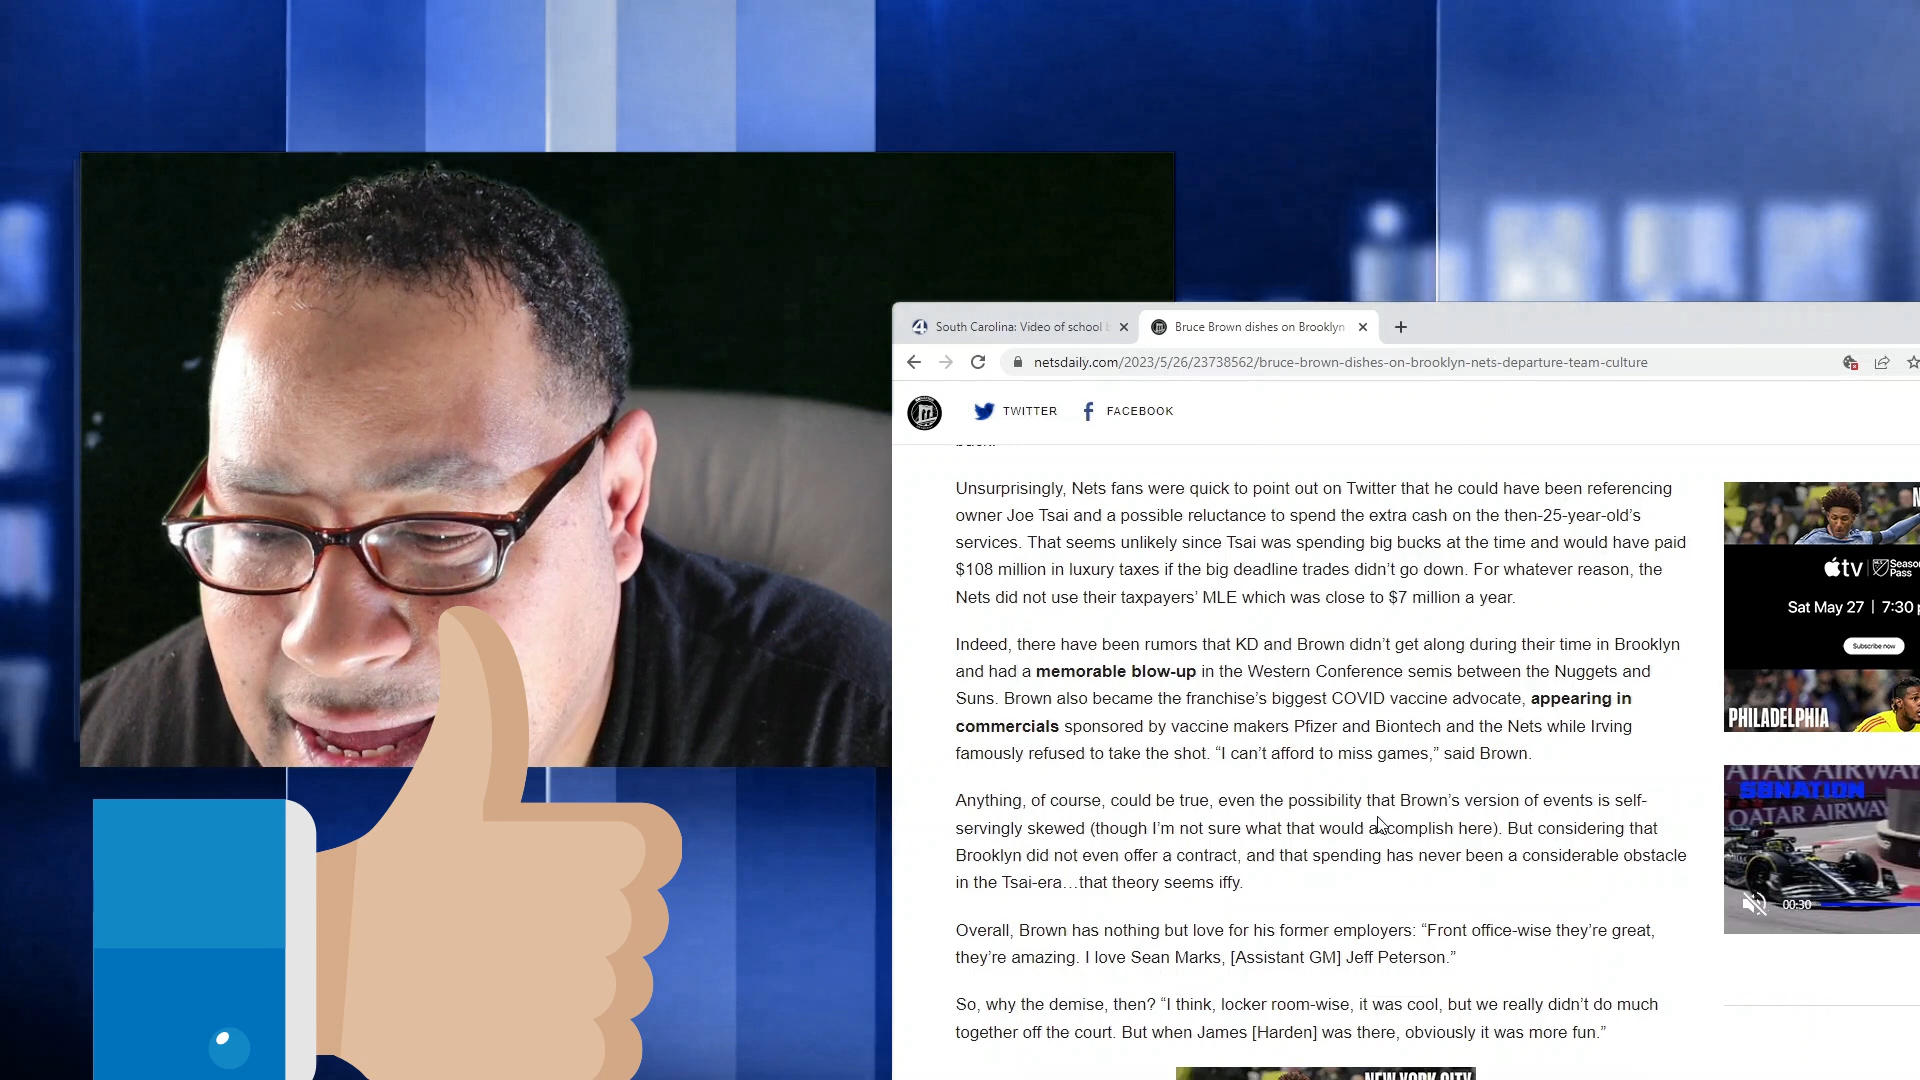 South Carolina: Video of school b
Bruce Brown dishes on Brooklyn
netsdaily.com/2023/5/26/23738562/bruce-brown-dishes-on-brooklyn-nets-departure-team-culture
TWITTER
FACEBOOK
Unsurprisingly, Nets fans were quick to point out on Twitter that he could have been referencing
owner Joe Tsai and a possible reluctance to spend the extra cash on the then-25-year-old’s
services. That seems unlikely since Tsai was spending big bucks at the time and would have paid
$108 million in luxury taxes if the big deadline trades didn’t go down. For whatever reason, the
Nets did not use their taxpayers’ MLE which was close to $7 million a year.
Indeed, there have been rumors that KD and Brown didn’t get along during their time in Brooklyn
and had a memorable blow-up in the Western Conference semis between the Nuggets and
Suns. Brown also became the franchise’s biggest COVID vaccine advocate, appearing in
commercials sponsored by vaccine makers Pfizer and Biontech and the Nets while Irving
famously refused to take the shot. “I can’t afford to miss games,” said Brown.
Anything, of course, could be true, even the possibility that Brown’s version of events is self-
servingly skewed (though I’m not sure what that would accomplish here). But considering that
Brooklyn did not even offer a contract, and that spending has never been a considerable obstacle
in the Tsai-era…that theory seems iffy.
Overall, Brown has nothing but love for his former employers: “Front office-wise they’re great,
they’re amazing. I love Sean Marks, [Assistant GM] Jeff Peterson.”
So, why the demise, then? “I think, locker room-wise, it was cool, but we really didn’t do much
together off the court. But when James [Harden] was there, obviously it was more fun.”
tv Seaso
Pass
Sat May 27 | 7:30 p
Subscribe now
PHILADELPHIA
ATAR AIRWAY
SBNATION
QATAR AIRWAY
00:30
NEW YORK CITY